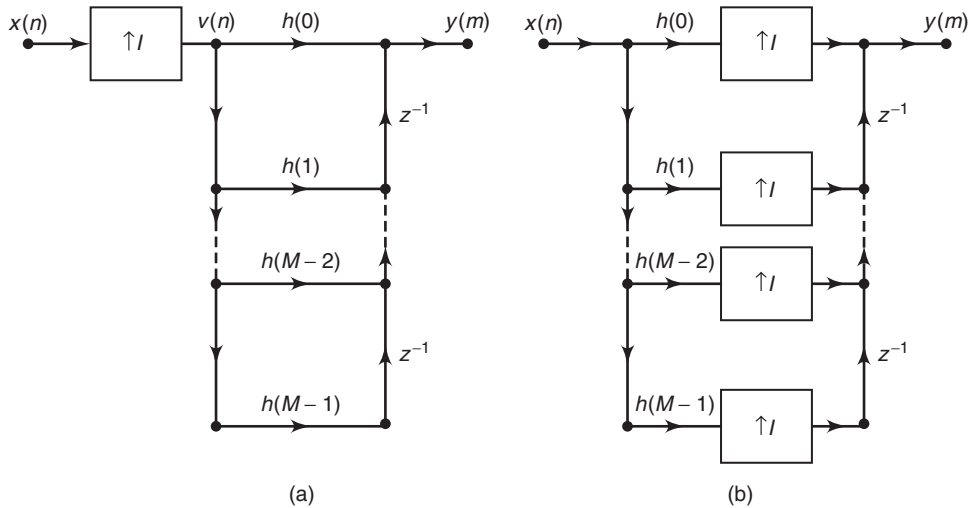 x(n) ↑I v(n) h(0) y(m)
z⁻¹
h(1)
h(M – 2)
z⁻¹
h(M – 1)
(a)
x(n) h(0) ↑I y(m)
z⁻¹
h(1) ↑I
h(M – 2) ↑I
z⁻¹
h(M – 1) ↑I
(b)